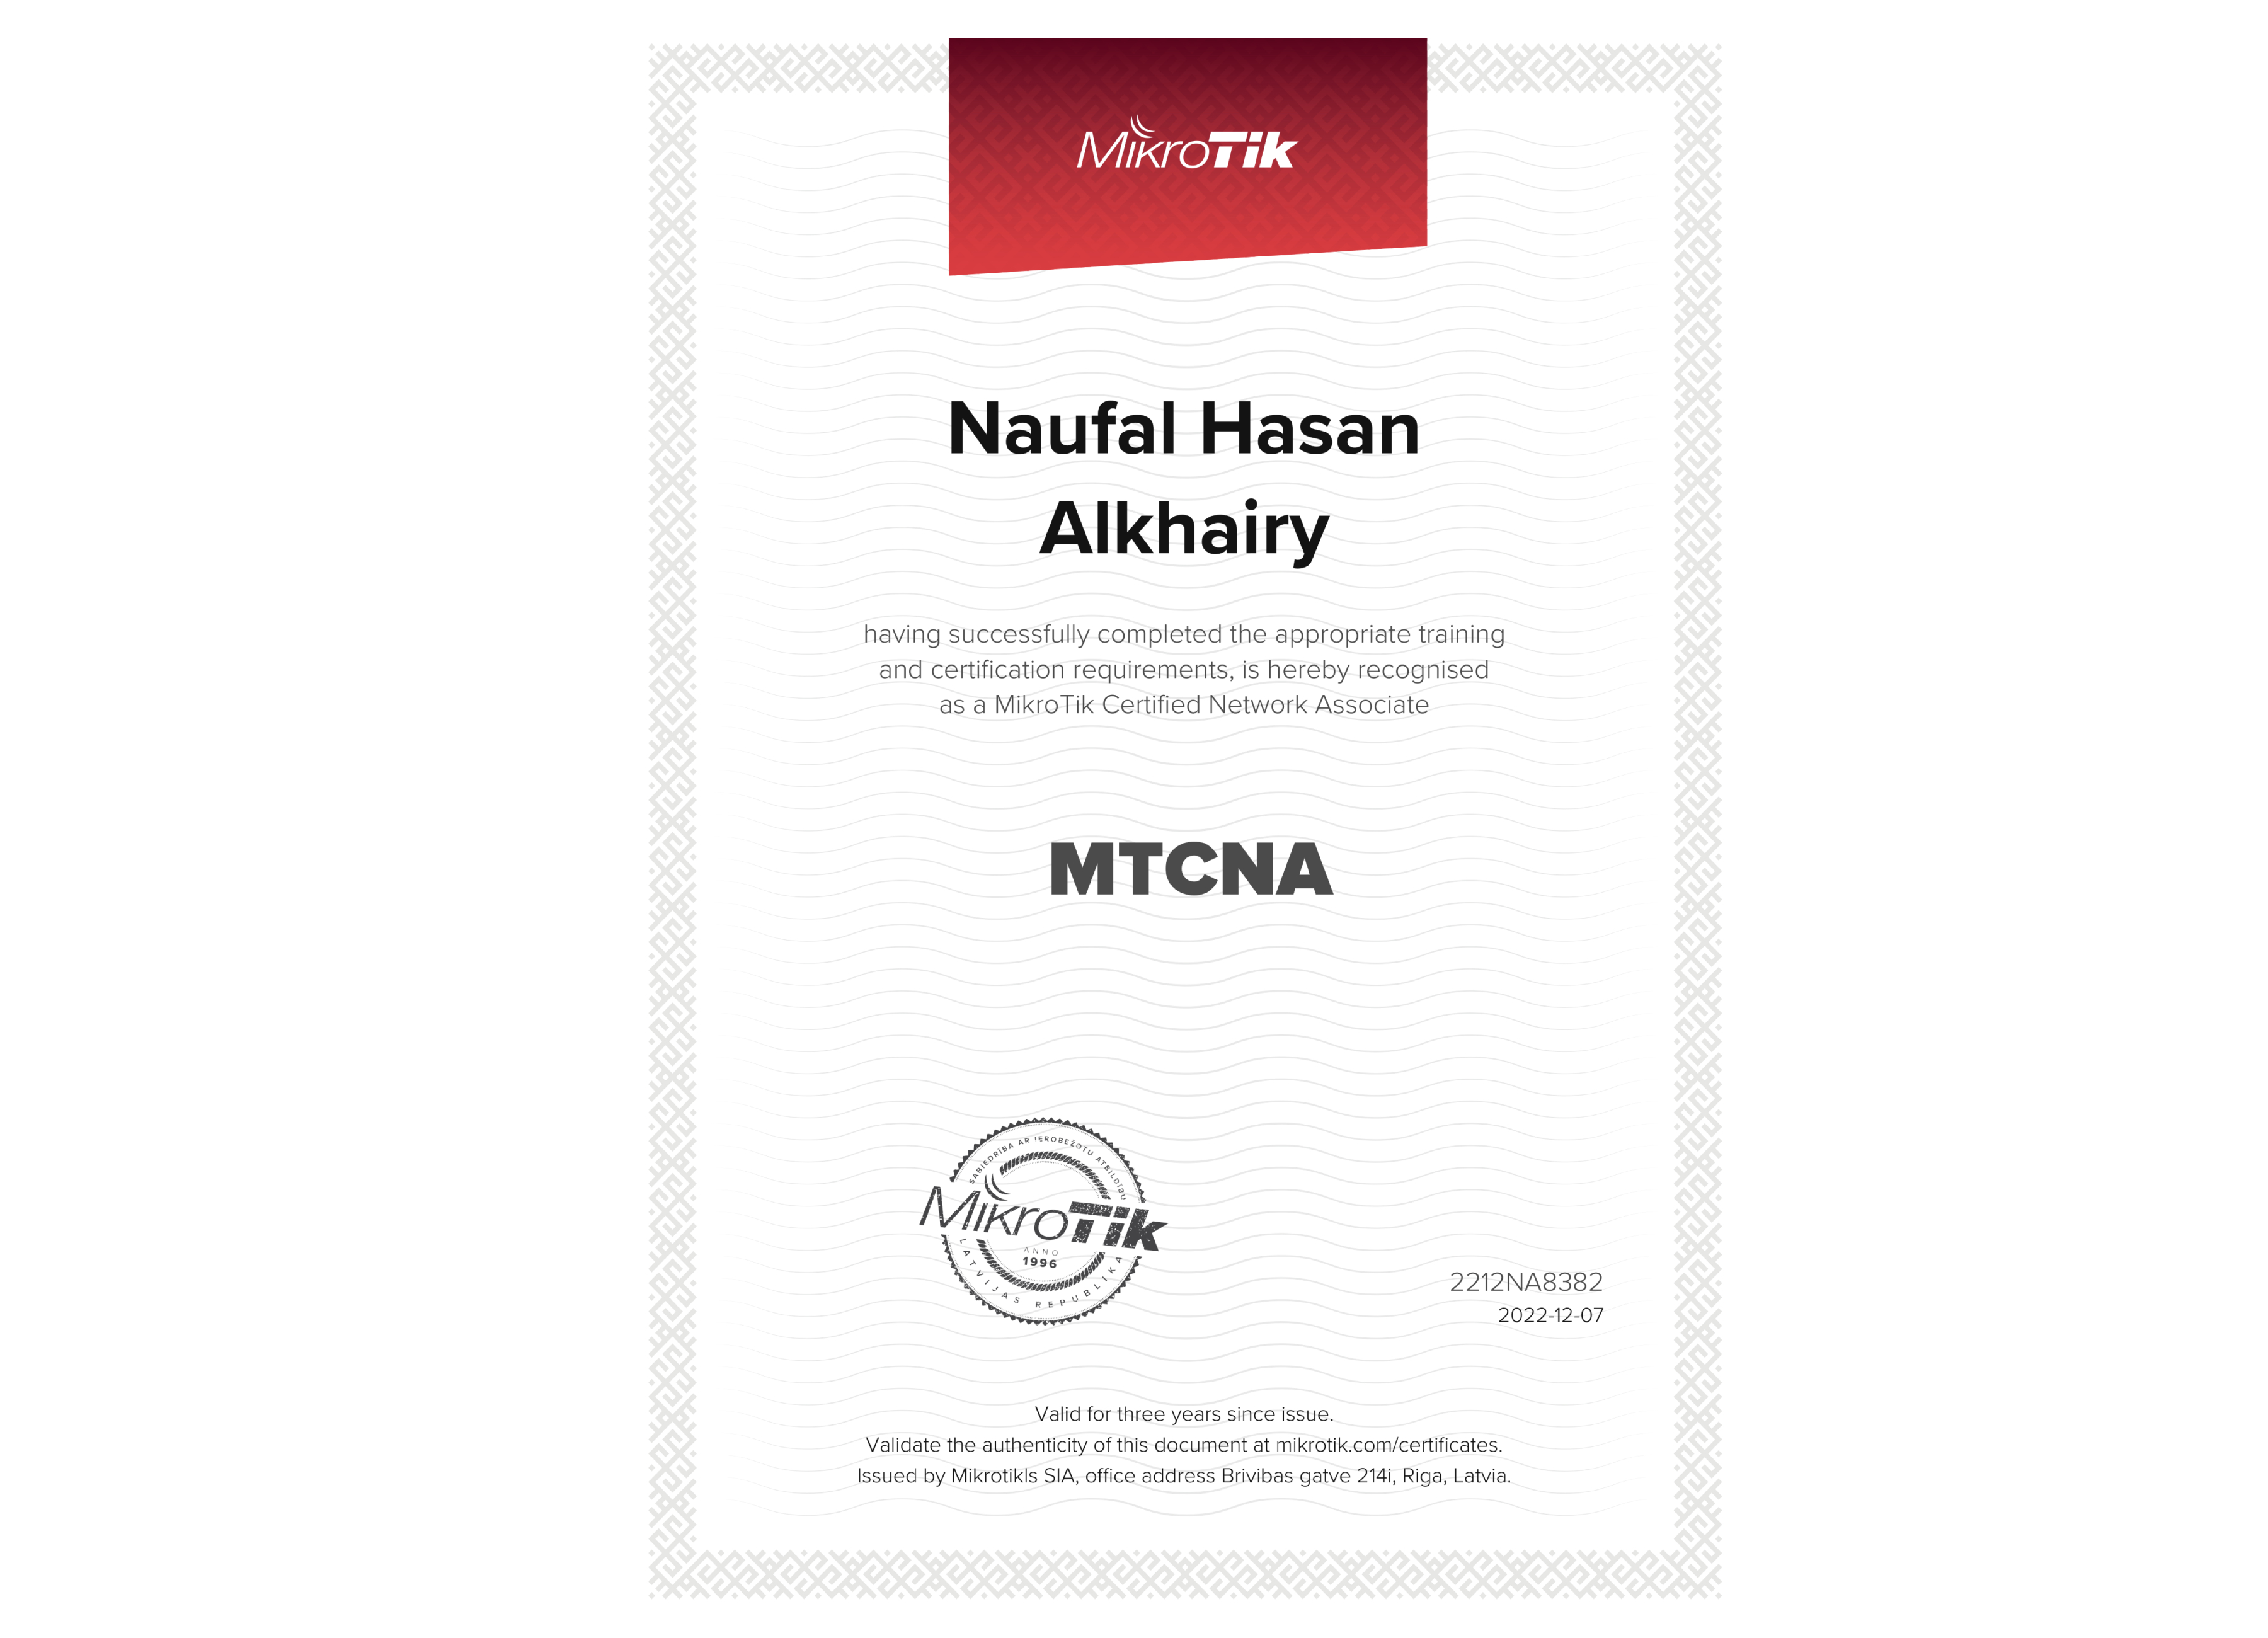 MikroTik
Naufal Hasan
Alkhairy
having successfully completed the appropriate training
and certification requirements, is hereby recognised
as a MikroTik Certified Network Associate
MTCNA
SABIEDRĪBA AR IEROBEŽOTU ATBILDĪBU
MikroTik
ANNO
1996
LATVIJAS REPUBLIKA
2212NA8382
2022-12-07
Valid for three years since issue.
Validate the authenticity of this document at mikrotik.com/certificates.
Issued by Mikrotikls SIA, office address Brivibas gatve 214i, Riga, Latvia.